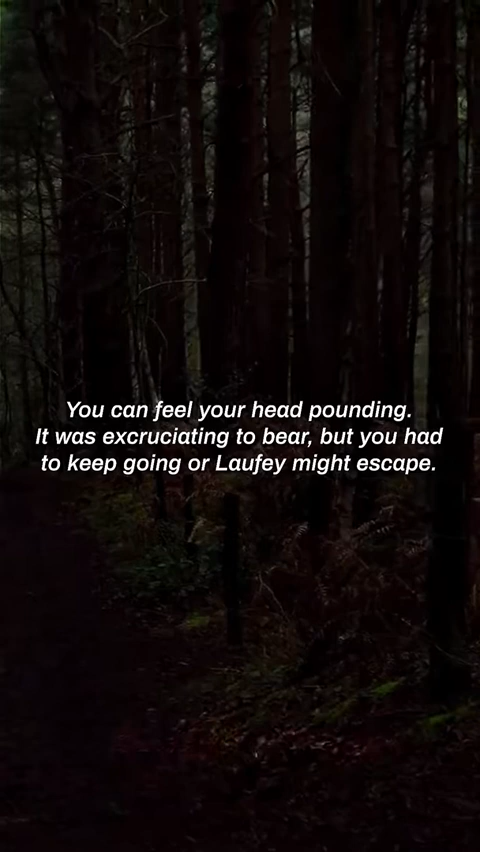 You can feel your head pounding.
It was excruciating to bear, but you had
to keep going or Laufey might escape.